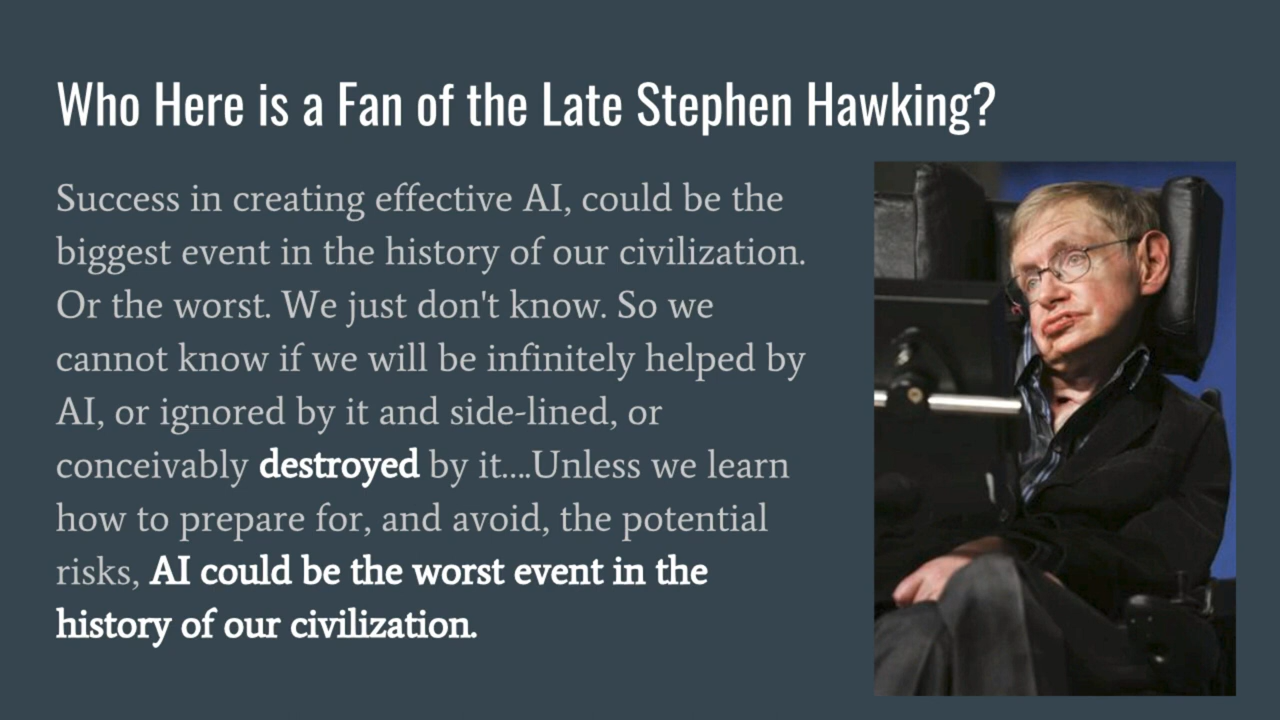 Who Here is a Fan of the Late Stephen Hawking?
Success in creating effective AI, could be the
biggest event in the history of our civilization.
Or the worst. We just don't know. So we
cannot know if we will be infinitely helped by
AI, or ignored by it and side-lined, or
conceivably destroyed by it....Unless we learn
how to prepare for, and avoid, the potential
risks, AI could be the worst event in the
history of our civilization.